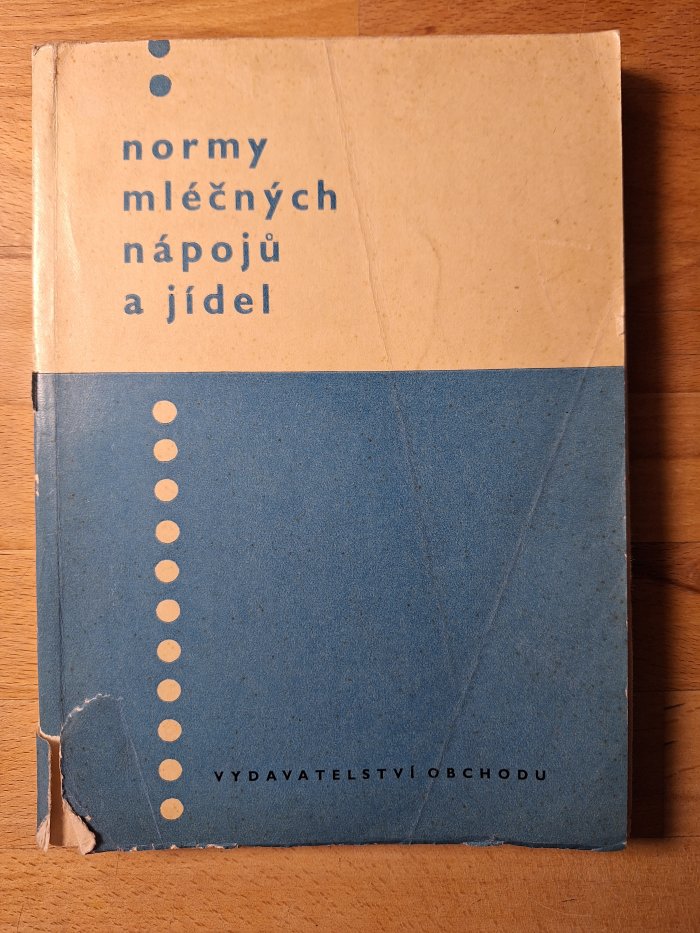 normy
mléčných
nápojů
a jídel
VYDAVATELSTVÍ OBCHODU